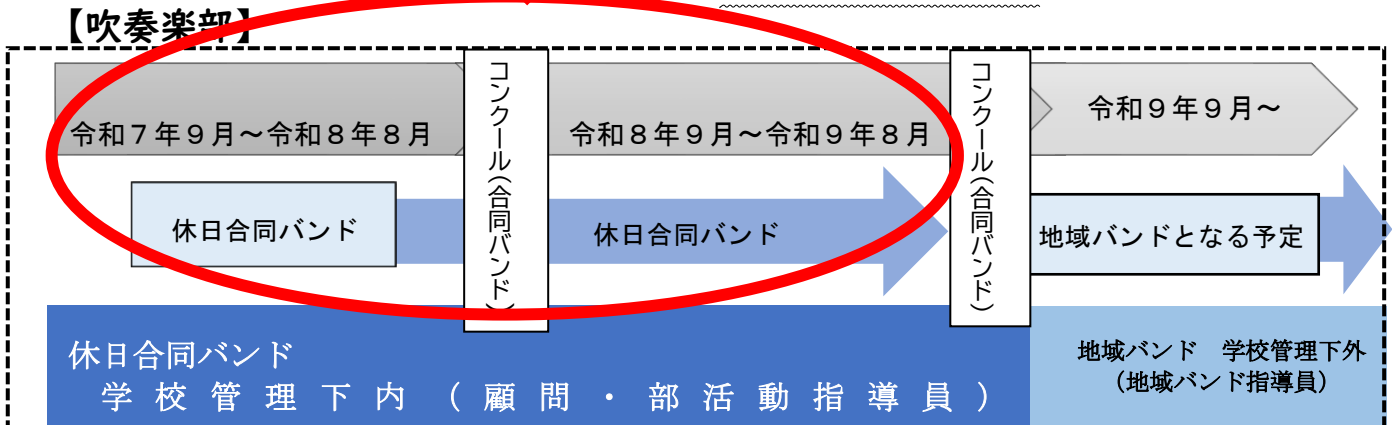 【吹奏楽部】
令和７年９月～令和８年８月
コンクール（合同バンド）
令和８年９月～令和９年８月
コンクール（合同バンド）
令和９年９月～
休日合同バンド
休日合同バンド
地域バンドとなる予定
休日合同バンド
学校管理下内（顧問・部活動指導員）
地域バンド　学校管理下外
（地域バンド指導員）